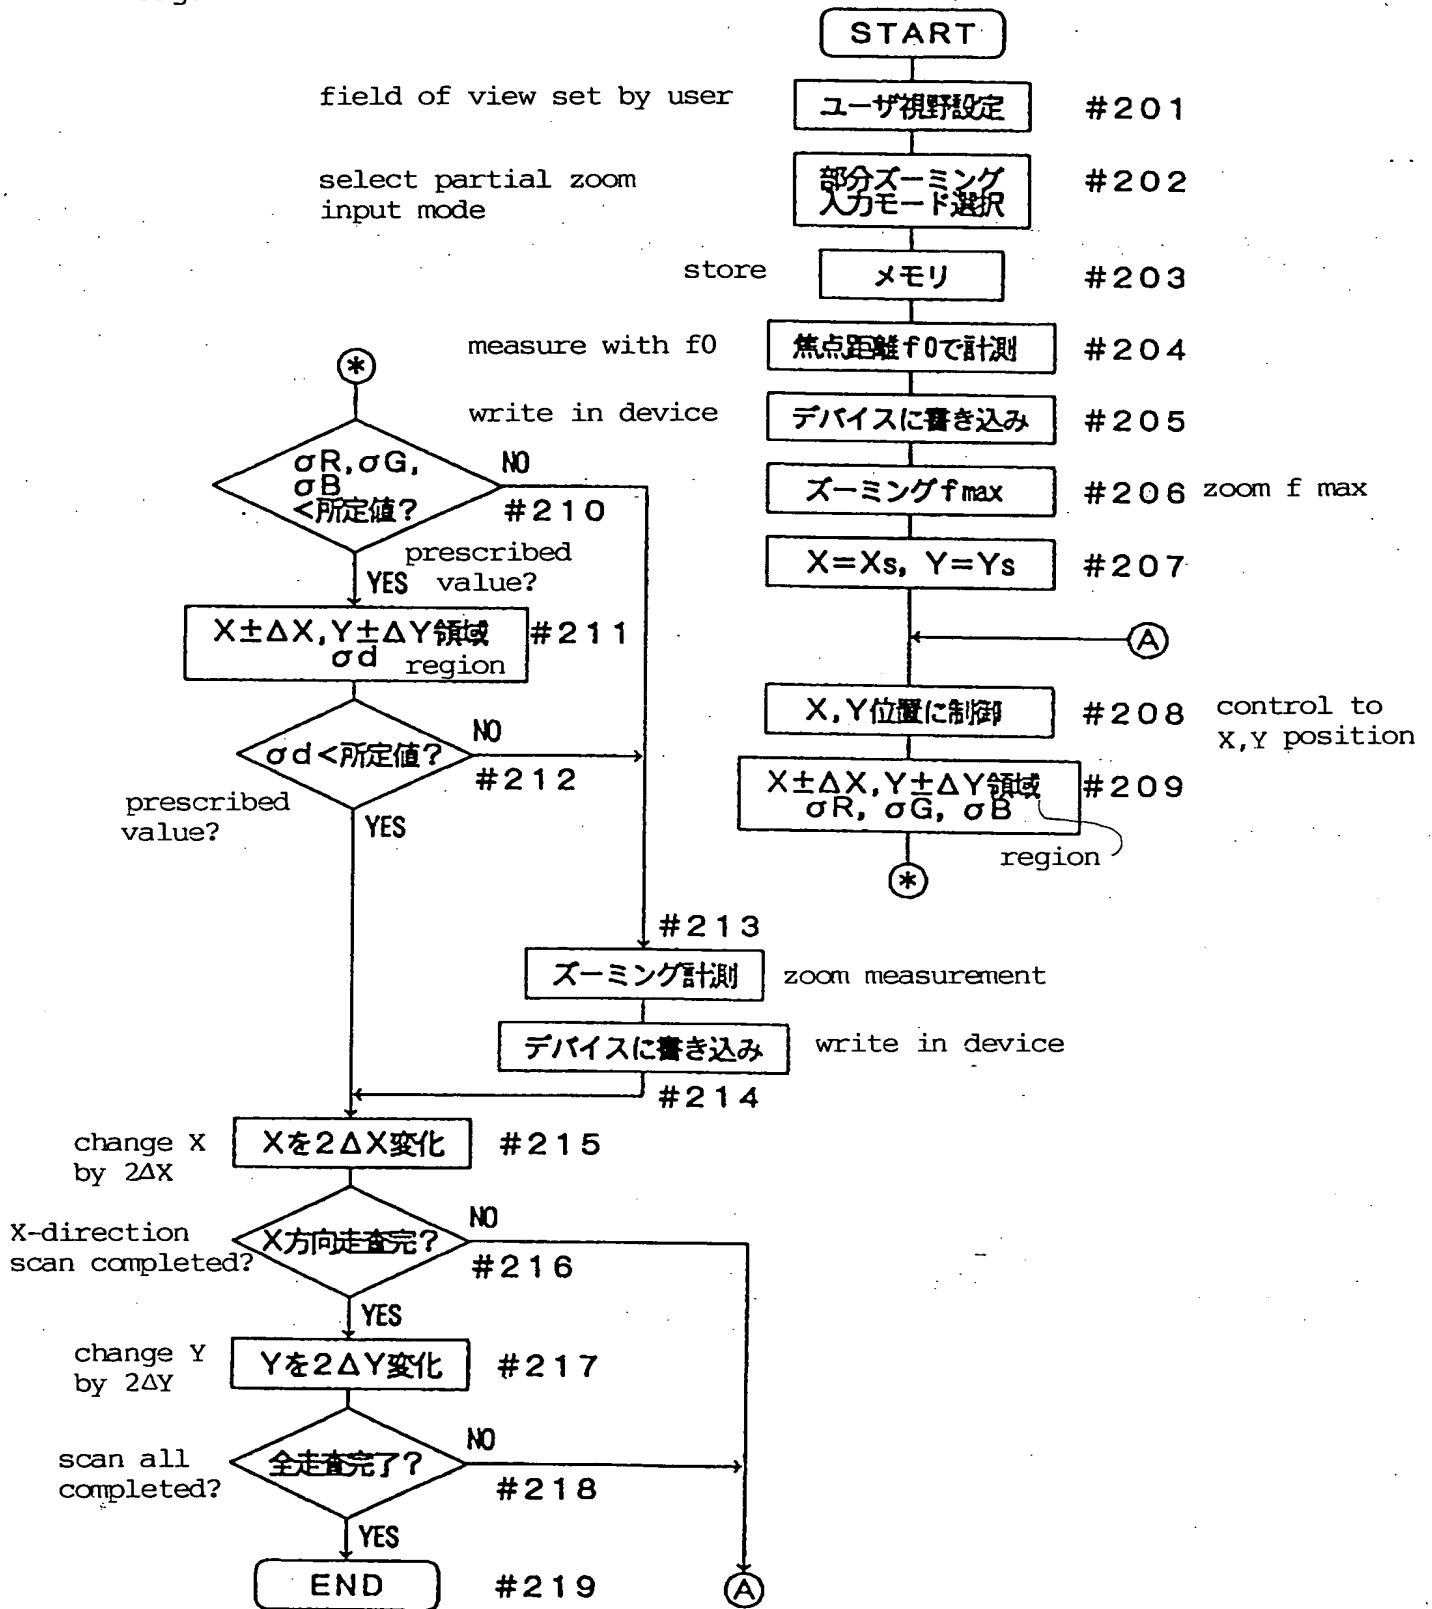 START
field of view set by user
ユーザ視野設定
#201
select partial zoom
input mode
部分ズーミング
入力モード選択
#202
store
メモリ
#203
measure with f0
焦点距離f0で計測
#204
write in device
デバイスに書き込み
#205
ズーミングfmax
#206
zoom f max
X=Xs, Y=Ys
#207
A
X,Y位置に制御
#208
control to
X,Y position
X±ΔX,Y±ΔY領域
σR, σG, σB
#209
region
*
*
σR,σG,
σB
<所定値?
NO
#210
prescribed
value?
YES
X±ΔX,Y±ΔY領域
σd
region
#211
σd<所定値?
NO
#212
prescribed
value?
YES
#213
ズーミング計測
zoom measurement
デバイスに書き込み
write in device
#214
change X
by 2ΔX
Xを2ΔX変化
#215
X-direction
scan completed?
X方向走査完?
NO
#216
YES
change Y
by 2ΔY
Yを2ΔY変化
#217
scan all
completed?
全走査完了?
NO
#218
YES
END
#219
A